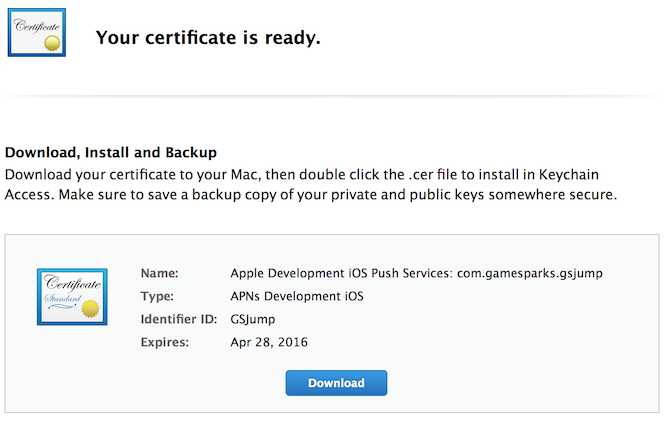 Certificate
Your certificate is ready.
Download, Install and Backup
Download your certificate to your Mac, then double click the .cer file to install in Keychain
Access. Make sure to save a backup copy of your private and public keys somewhere secure.
Certificate
Standard
Name: Apple Development iOS Push Services: com.gamesparks.gsjump
Type: APNs Development iOS
Identifier ID: GSJump
Expires: Apr 28, 2016
Download